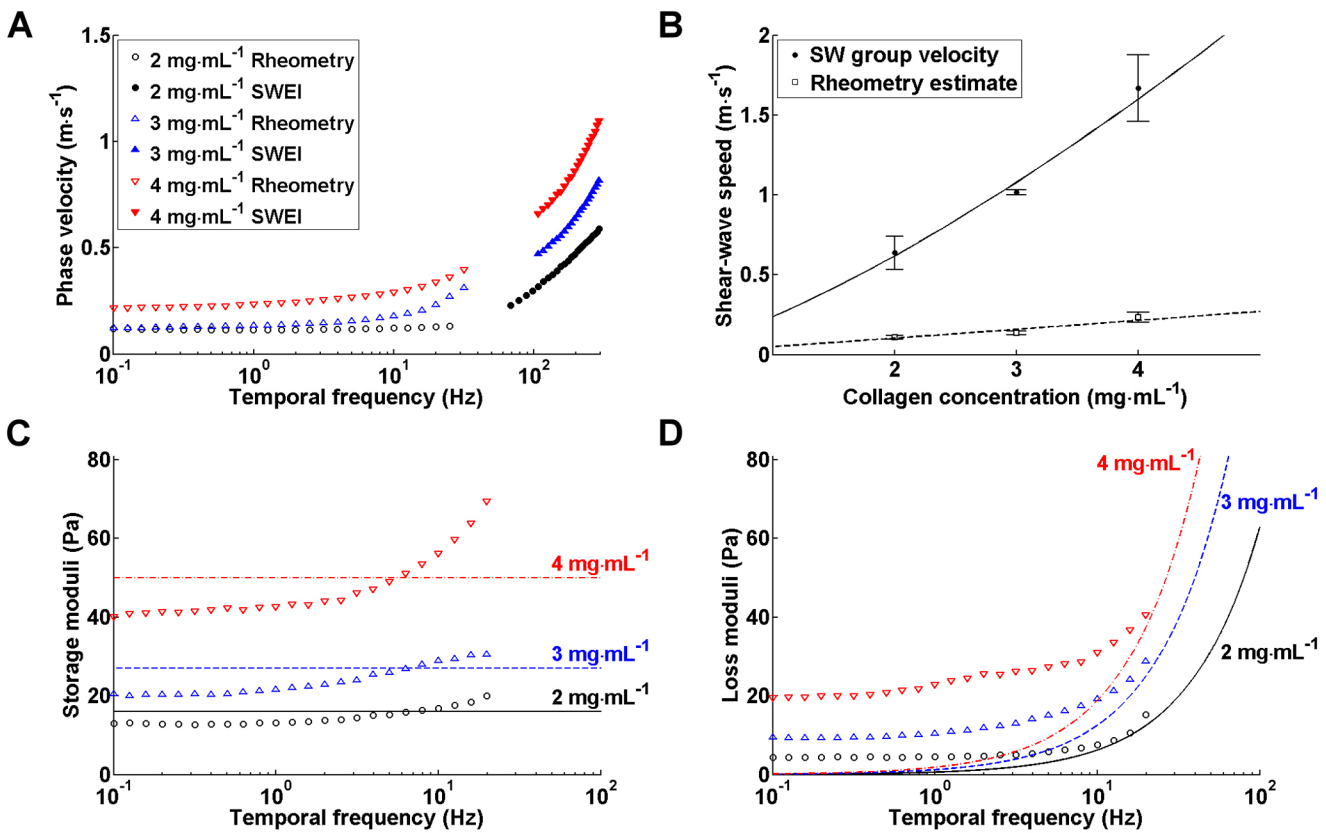 A
1.5
1
0.5
0
Phase velocity (m·s⁻¹)
2 mg·mL⁻¹ Rheometry
2 mg·mL⁻¹ SWEI
3 mg·mL⁻¹ Rheometry
3 mg·mL⁻¹ SWEI
4 mg·mL⁻¹ Rheometry
4 mg·mL⁻¹ SWEI
10⁻¹ 10⁰ 10¹ 10²
Temporal frequency (Hz)
B
2
1.5
1
0.5
0
Shear-wave speed (m·s⁻¹)
SW group velocity
Rheometry estimate
2 3 4
Collagen concentration (mg·mL⁻¹)
C
80
60
40
20
0
Storage moduli (Pa)
4 mg·mL⁻¹
3 mg·mL⁻¹
2 mg·mL⁻¹
10⁻¹ 10⁰ 10¹ 10²
Temporal frequency (Hz)
D
80
60
40
20
0
Loss moduli (Pa)
4 mg·mL⁻¹
3 mg·mL⁻¹
2 mg·mL⁻¹
10⁻¹ 10⁰ 10¹ 10²
Temporal frequency (Hz)